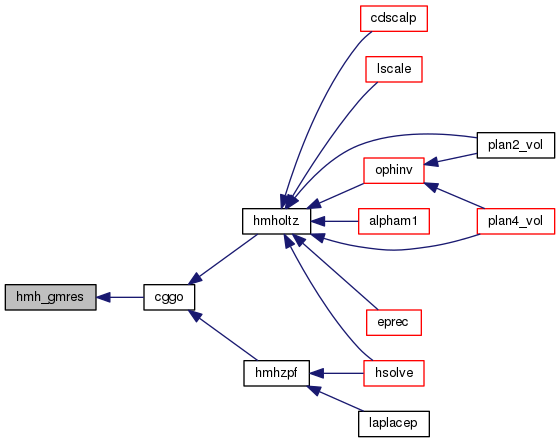 cdscalp
lscale
plan2_vol
ophinv
hmholtz
alpham1
plan4_vol
hmh_gmres
cggo
eprec
hmhzpf
hsolve
laplacep